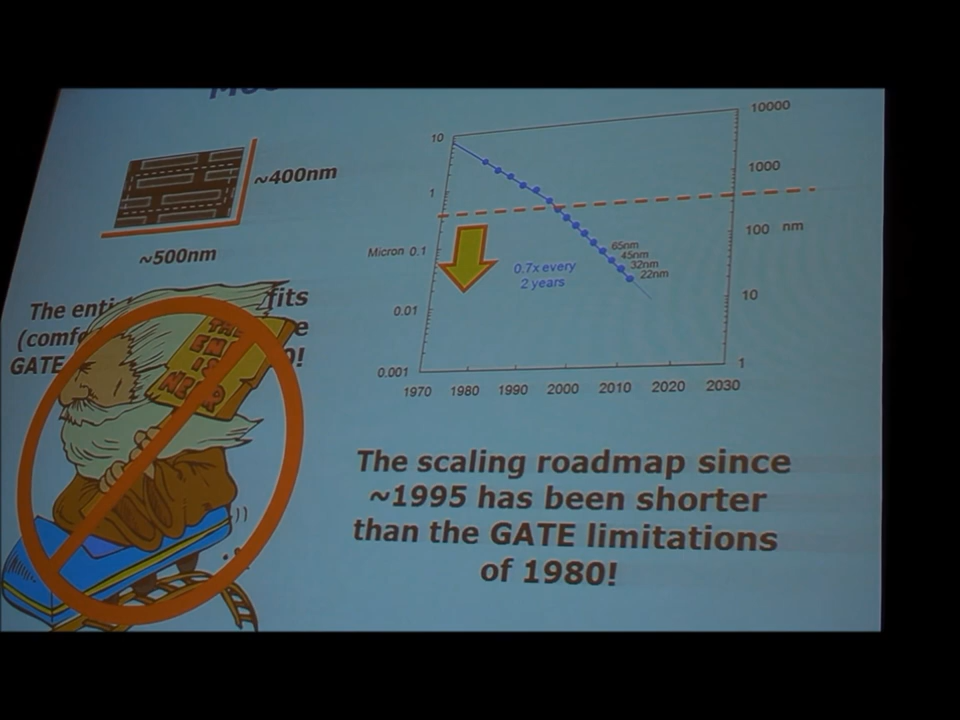 ~400nm
~500nm
The
fits
GATE
THE
IS
10
1
Micron 0.1
0.01
0.001
1970 1980 1990 2000 2010 2020 2030
10000
1000
100 nm
10
1
0.7x every
2 years
65nm
45nm
32nm
22nm
The scaling roadmap since
~1995 has been shorter
than the GATE limitations
of 1980!